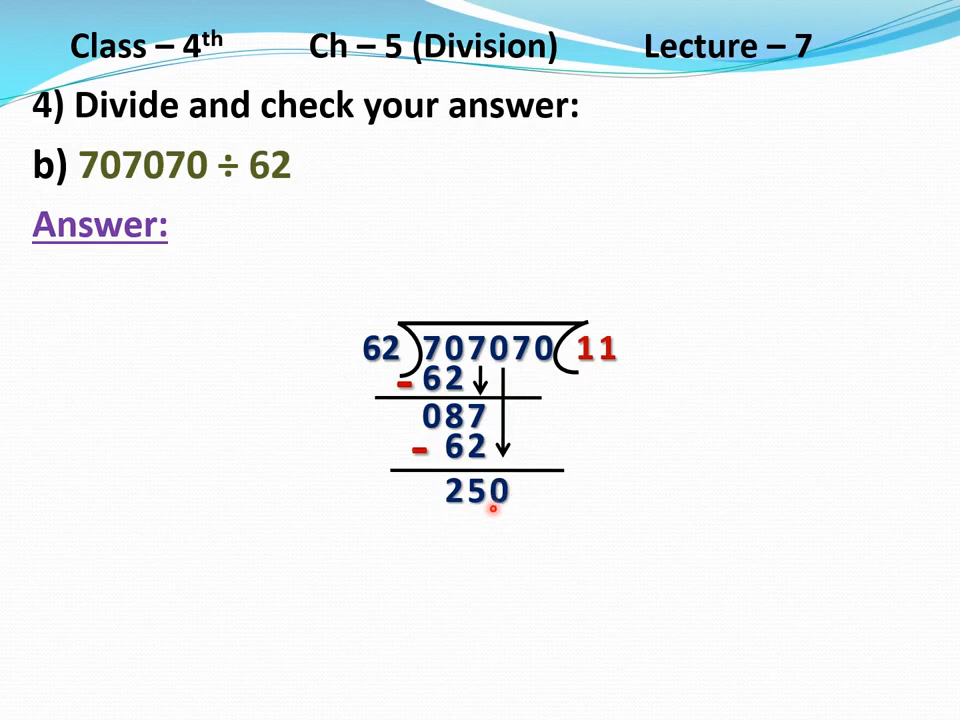 Class – 4th Ch – 5 (Division) Lecture – 7
4) Divide and check your answer:
b) 707070 ÷ 62
Answer:
62 707070 11
- 62
087
- 62
250